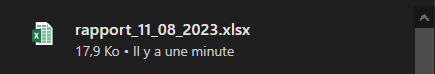 rapport_11_08_2023.xlsx
17,9 Ko • Il y a une minute